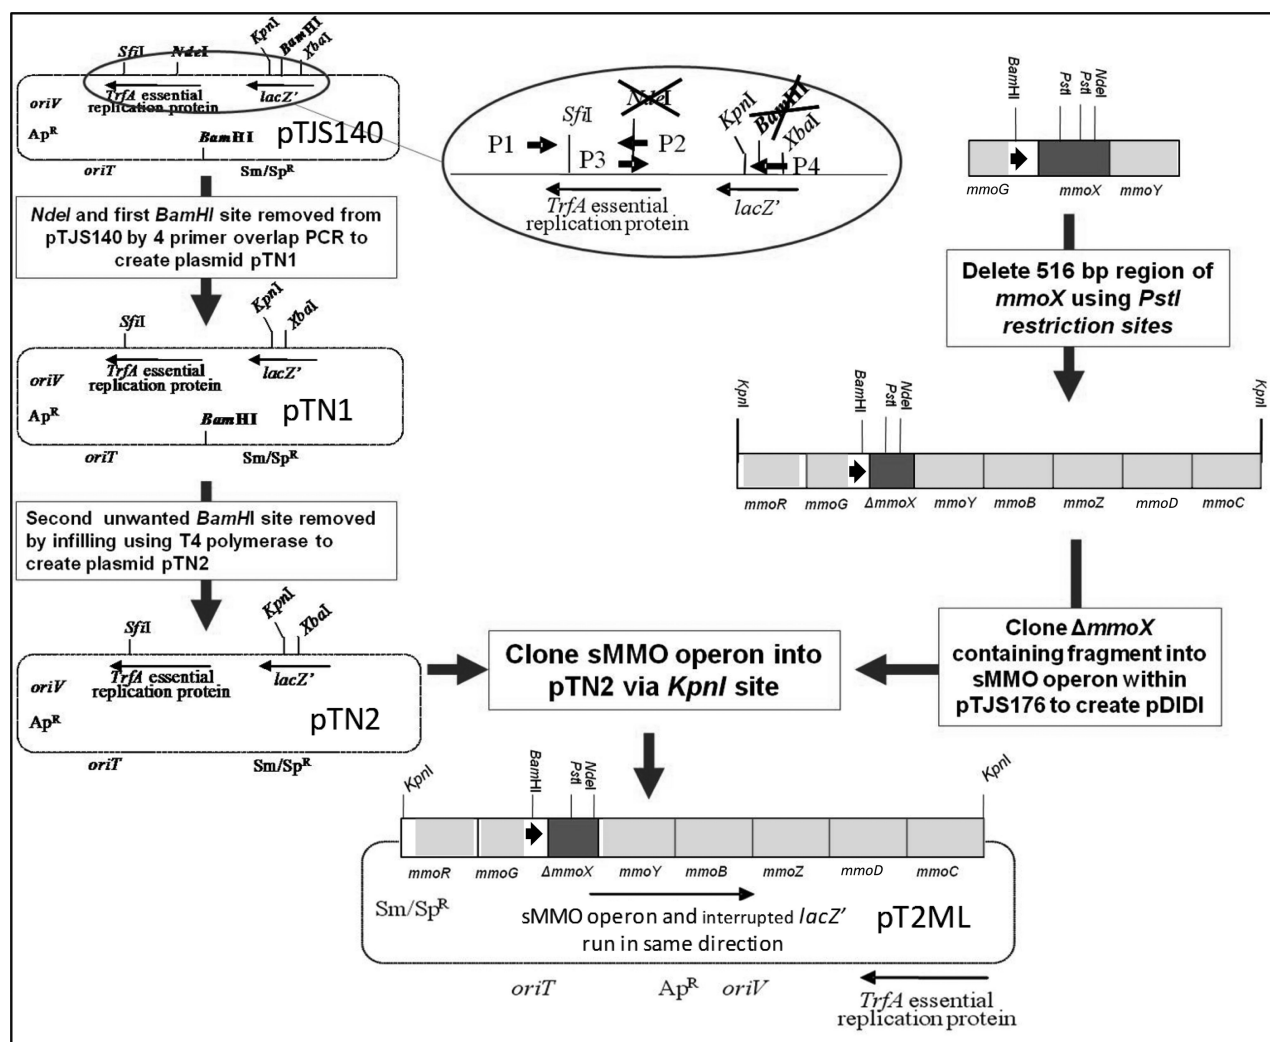 SfiI NdeI KpnI BamHI XbaI
TrfA essential
replication protein
lacZ'
oriV
ApR
BamHI
pTJS140
oriT
Sm/SpR
NdeI and first BamHI site removed from
pTJS140 by 4 primer overlap PCR to
create plasmid pTN1
SfiI KpnI XbaI
TrfA essential
replication protein
lacZ'
oriV
ApR
BamHI
pTN1
oriT
Sm/SpR
Second unwanted BamHI site removed
by infilling using T4 polymerase to
create plasmid pTN2
SfiI KpnI XbaI
TrfA essential
replication protein
lacZ'
oriV
ApR
pTN2
oriT
Sm/SpR
NdeI
SfiI KpnI BamHI XbaI
P1 P2
P3 P4
TrfA essential
replication protein
lacZ'
BamHI PstI PstI NdeI
mmoG mmoX mmoY
Delete 516 bp region of
mmoX using PstI
restriction sites
KpnI BamHI PstI NdeI KpnI
mmoR mmoG ΔmmoX mmoY mmoB mmoZ mmoD mmoC
Clone ΔmmoX
containing fragment into
sMMO operon within
pTJS176 to create pDIDI
Clone sMMO operon into
pTN2 via KpnI site
KpnI BamHI PstI NdeI KpnI
mmoR mmoG ΔmmoX mmoY mmoB mmoZ mmoD mmoC
Sm/SpR
sMMO operon and interrupted lacZ'
run in same direction
pT2ML
oriT ApR oriV
TrfA essential
replication protein